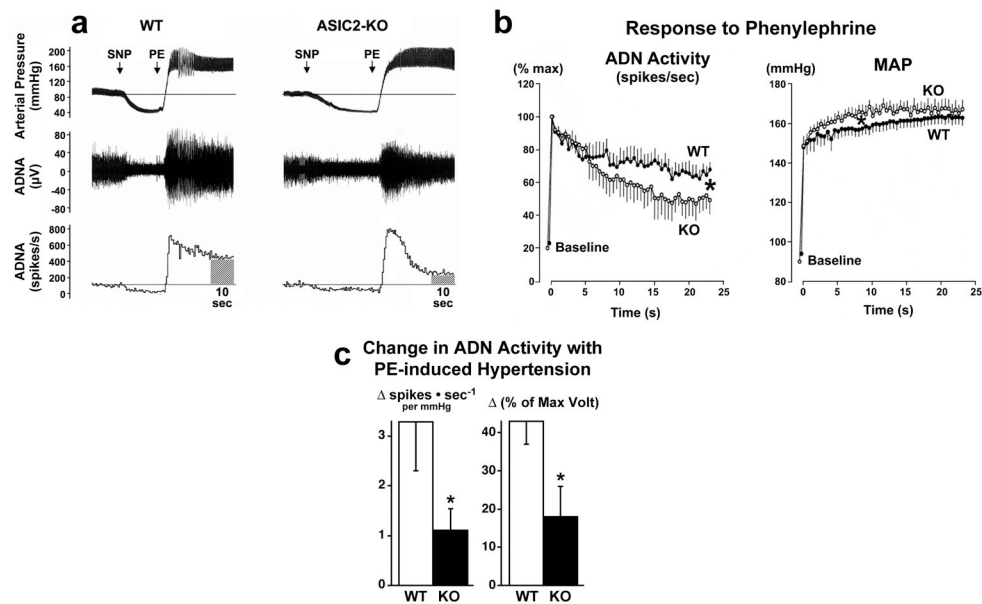 a
WT
ASIC2-KO
SNP PE
SNP PE
Arterial Pressure
(mmHg)
200
160
120
80
40
ADNA
(µV)
80
40
0
-40
-80
ADNA
(spikes/s)
800
600
400
200
0
10
sec
10
sec
b
Response to Phenylephrine
ADN Activity
(spikes/sec)
(% max)
120
100
80
60
40
20
0
WT
*
KO
Baseline
0 5 10 15 20 25
Time (s)
MAP
(mmHg)
180
160
140
120
100
80
KO
*
WT
Baseline
0 5 10 15 20 25
Time (s)
c
Change in ADN Activity with
PE-induced Hypertension
Δ spikes • sec⁻¹
per mmHg
3
2
1
0
*
WT KO
Δ (% of Max Volt)
40
30
20
10
0
*
WT KO